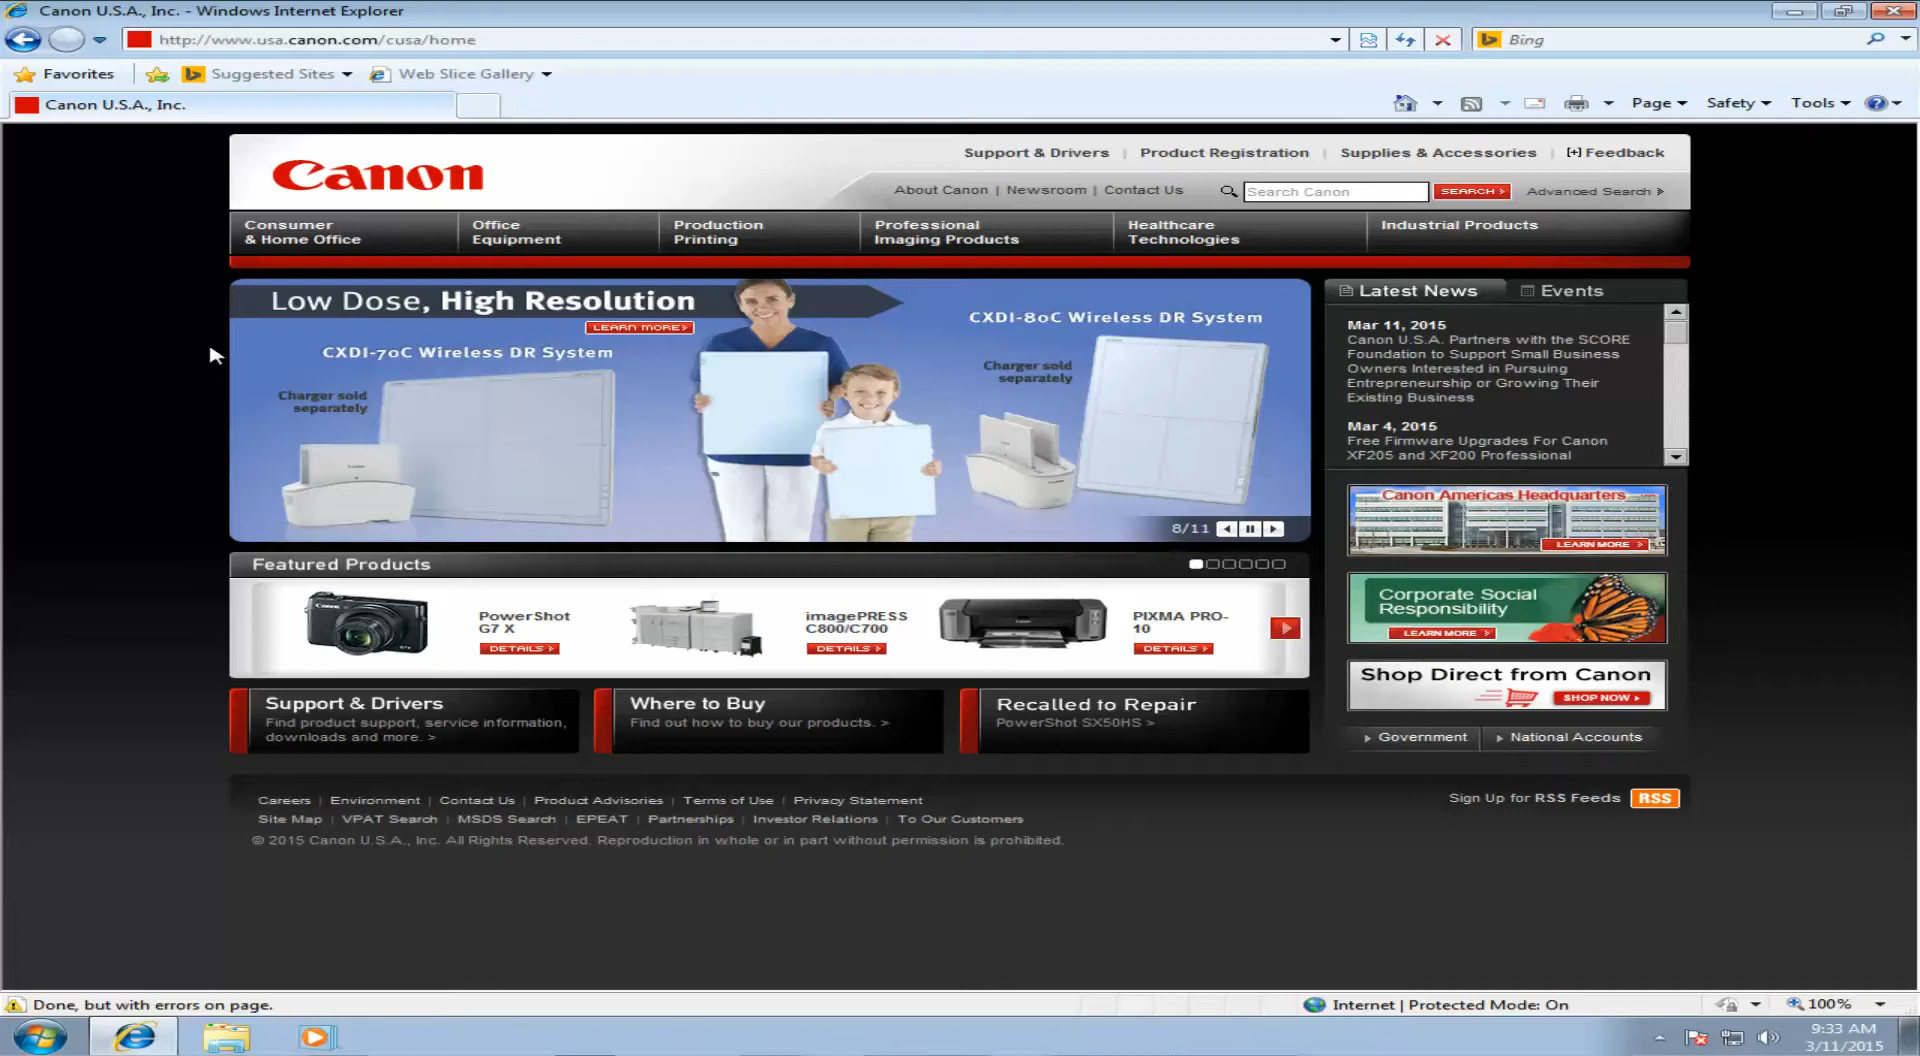 Canon U.S.A., Inc. - Windows Internet Explorer
http://www.usa.canon.com/cusa/home
Bing
Favorites
Suggested Sites
Web Slice Gallery
Canon U.S.A., Inc.
Page
Safety
Tools
Canon
Support & Drivers | Product Registration | Supplies & Accessories | [+] Feedback
About Canon | Newsroom | Contact Us
Search Canon
SEARCH
Advanced Search
Consumer
& Home Office
Office
Equipment
Production
Printing
Professional
Imaging Products
Healthcare
Technologies
Industrial Products
Low Dose, High Resolution
LEARN MORE
CXDI-70C Wireless DR System
Charger sold
separately
CXDI-80C Wireless DR System
Charger sold
separately
8/11
Latest News
Events
Mar 11, 2015
Canon U.S.A. Partners with the SCORE
Foundation to Support Small Business
Owners Interested in Pursuing
Entrepreneurship or Growing Their
Existing Business
Mar 4, 2015
Free Firmware Upgrades For Canon
XF205 and XF200 Professional
Canon Americas Headquarters
LEARN MORE
Corporate Social
Responsibility
LEARN MORE
Shop Direct from Canon
SHOP NOW
Government
National Accounts
Featured Products
PowerShot
G7 X
DETAILS
imagePRESS
C800/C700
DETAILS
PIXMA PRO-
10
DETAILS
Support & Drivers
Find product support, service information,
downloads and more. >
Where to Buy
Find out how to buy our products. >
Recalled to Repair
PowerShot SX50HS >
Careers | Environment | Contact Us | Product Advisories | Terms of Use | Privacy Statement
Site Map | VPAT Search | MSDS Search | EPEAT | Partnerships | Investor Relations | To Our Customers
© 2015 Canon U.S.A., Inc. All Rights Reserved. Reproduction in whole or in part without permission is prohibited.
Sign Up for RSS Feeds
RSS
Done, but with errors on page.
Internet | Protected Mode: On
100%
9:33 AM
3/11/2015